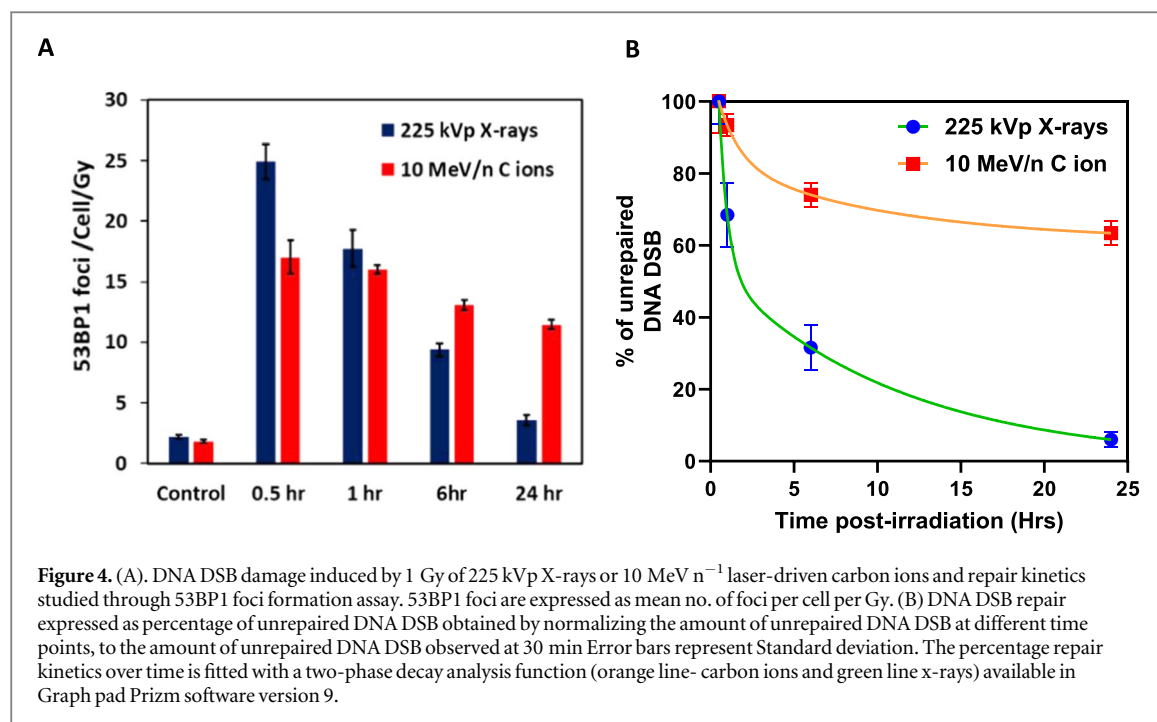 A
B
30
25
20
15
10
5
0
53BP1 foci /Cell/Gy
225 kVp X-rays
10 MeV/n C ions
Control 0.5 hr 1 hr 6hr 24 hr
100
80
60
40
20
0
% of unrepaired
DNA DSB
225 kVp X-rays
10 MeV/n C ion
0 5 10 15 20 25
Time post-irradiation (Hrs)
Figure 4. (A). DNA DSB damage induced by 1 Gy of 225 kVp X-rays or 10 MeV n⁻¹ laser-driven carbon ions and repair kinetics
studied through 53BP1 foci formation assay. 53BP1 foci are expressed as mean no. of foci per cell per Gy. (B) DNA DSB repair
expressed as percentage of unrepaired DNA DSB obtained by normalizing the amount of unrepaired DNA DSB at different time
points, to the amount of unrepaired DNA DSB observed at 30 min Error bars represent Standard deviation. The percentage repair
kinetics over time is fitted with a two-phase decay analysis function (orange line- carbon ions and green line x-rays) available in
Graph pad Prizm software version 9.